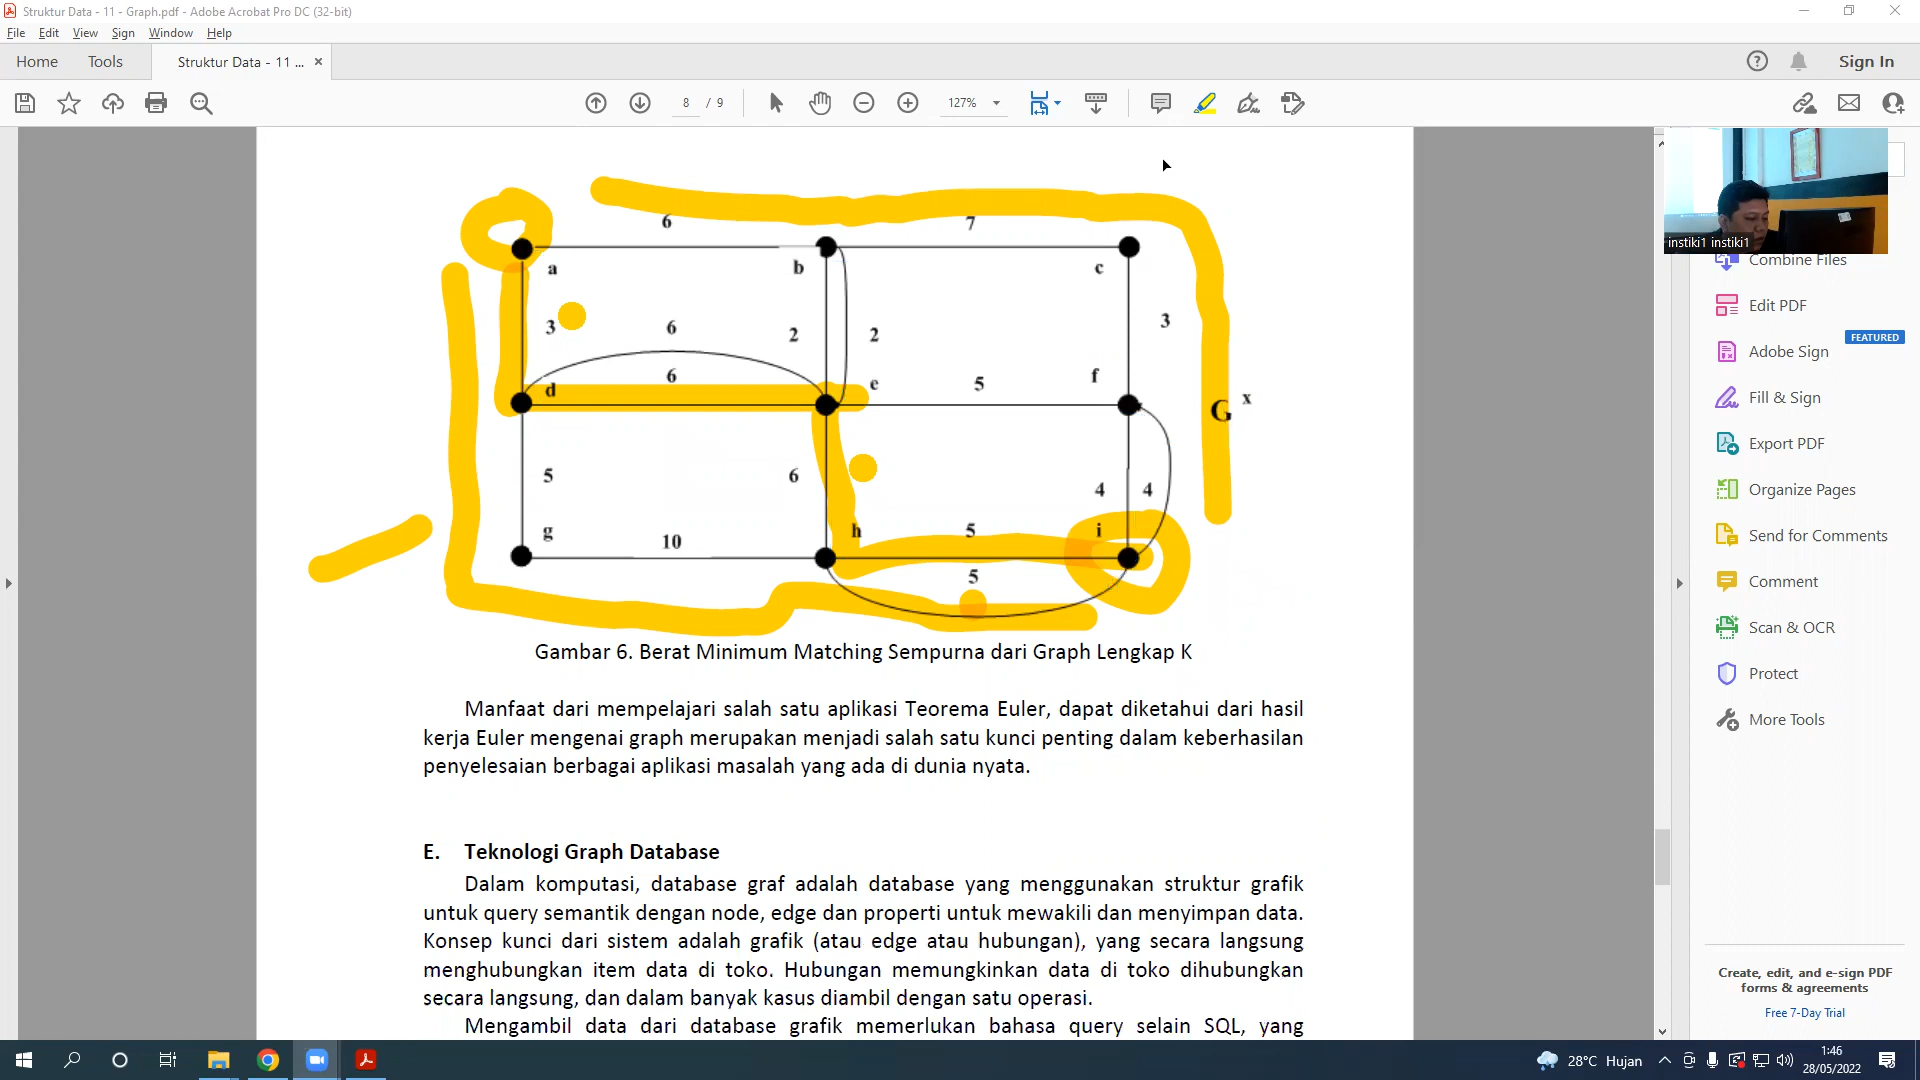 Struktur Data - 11 - Graph.pdf - Adobe Acrobat Pro DC (32-bit)
File Edit View Sign Window Help
Home Tools Struktur Data - 11 ... ×
Sign In
8 / 9 127%
instiki1 instiki1
Combine Files
Edit PDF
FEATURED
Adobe Sign
Fill & Sign
Export PDF
Organize Pages
Send for Comments
Comment
Scan & OCR
Protect
More Tools
Create, edit, and e-sign PDF
forms & agreements
Free 7-Day Trial
6 7
a b c
3 6 2 2 3
d 6 e 5 f
G x
5 6 4 4
g h 5 i
10
5
Gambar 6. Berat Minimum Matching Sempurna dari Graph Lengkap K
Manfaat dari mempelajari salah satu aplikasi Teorema Euler, dapat diketahui dari hasil
kerja Euler mengenai graph merupakan menjadi salah satu kunci penting dalam keberhasilan
penyelesaian berbagai aplikasi masalah yang ada di dunia nyata.
E. Teknologi Graph Database
Dalam komputasi, database graf adalah database yang menggunakan struktur grafik
untuk query semantik dengan node, edge dan properti untuk mewakili dan menyimpan data.
Konsep kunci dari sistem adalah grafik (atau edge atau hubungan), yang secara langsung
menghubungkan item data di toko. Hubungan memungkinkan data di toko dihubungkan
secara langsung, dan dalam banyak kasus diambil dengan satu operasi.
Mengambil data dari database grafik memerlukan bahasa query selain SQL, yang
28°C Hujan
1:46
28/05/2022